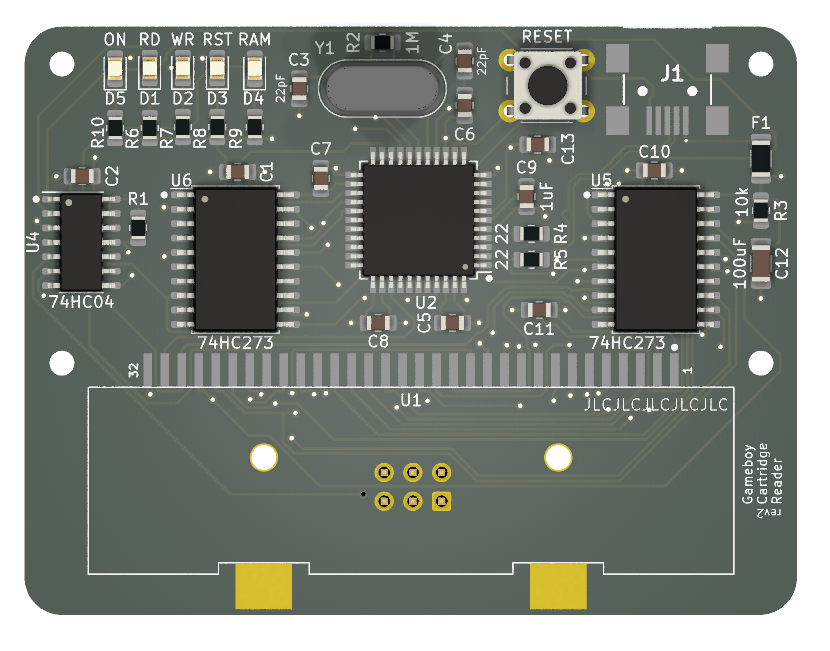 ON RD WR RST RAM
D5 D1 D2 D3 D4
R10 R6 R7 R8 R9
C3
22pF
Y1
R2
1M
C4
22pF
C6
RESET
J1
F1
C2
R1
U4
74HC04
U6
C1
74HC273
C7
U2
C8
C5
C13
C9
1uF
22 R4
22 R5
C11
U5
C10
74HC273
10k
R3
100uF
C12
32
1
U1
JLCJLCJLCJLCJLC
Gameboy
Cartridge
Reader
rev2